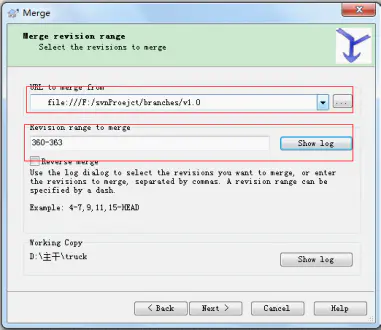 Merge
Merge revision range
Select the revisions to merge
URL to merge from
file:///F:/svnProejct/branches/v1.0
...
Revision range to merge
360-363
Show log
Reverse merge
Use the log dialog to select the revisions you want to merge, or enter
the revisions to merge, separated by commas. A revision range can be
specified by a dash.
Example: 4-7,9,11,15-HEAD
Working Copy
D:\主干\truck
Show log
< Back
Next >
Cancel
Help